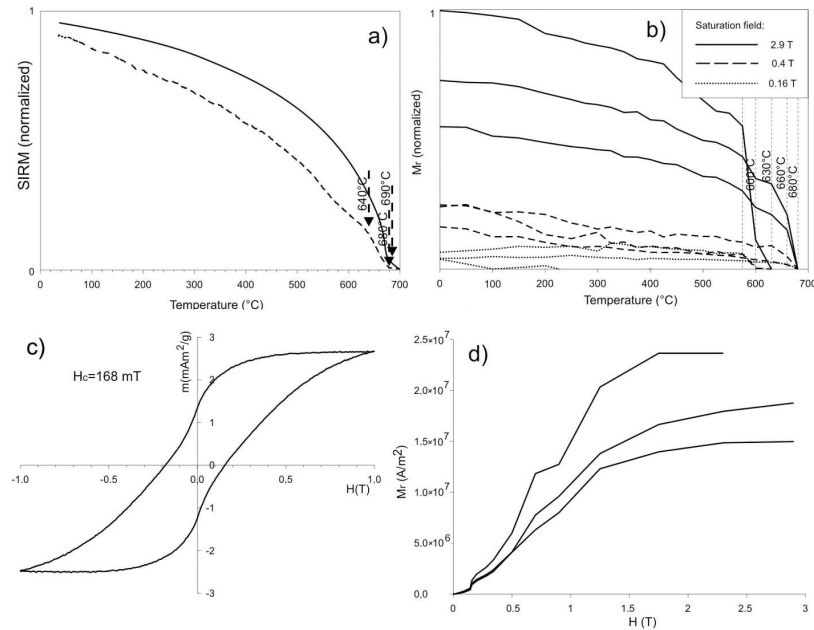 1
a)
SIRM (normalized)
640°C
680°C
690°C
0
0 100 200 300 400 500 600 700
Temperature (°C)
1
b)
Saturation field:
2.9 T
0.4 T
0.16 T
Mr (normalized)
600°C
630°C
660°C
680°C
0
0 100 200 300 400 500 600 700
Temperature (°C)
c)
Hc=168 mT
m(mAm²/g)
3
2
1
0
-1
-2
-3
-1.0 -0.5 0.0 0.5 1.0
H(T)
d)
Mr (A/m²)
2.5×10⁷
2.0×10⁷
1.5×10⁷
1.0×10⁷
5.0×10⁶
0,0
0 0.5 1 1.5 2 2.5 3
H (T)